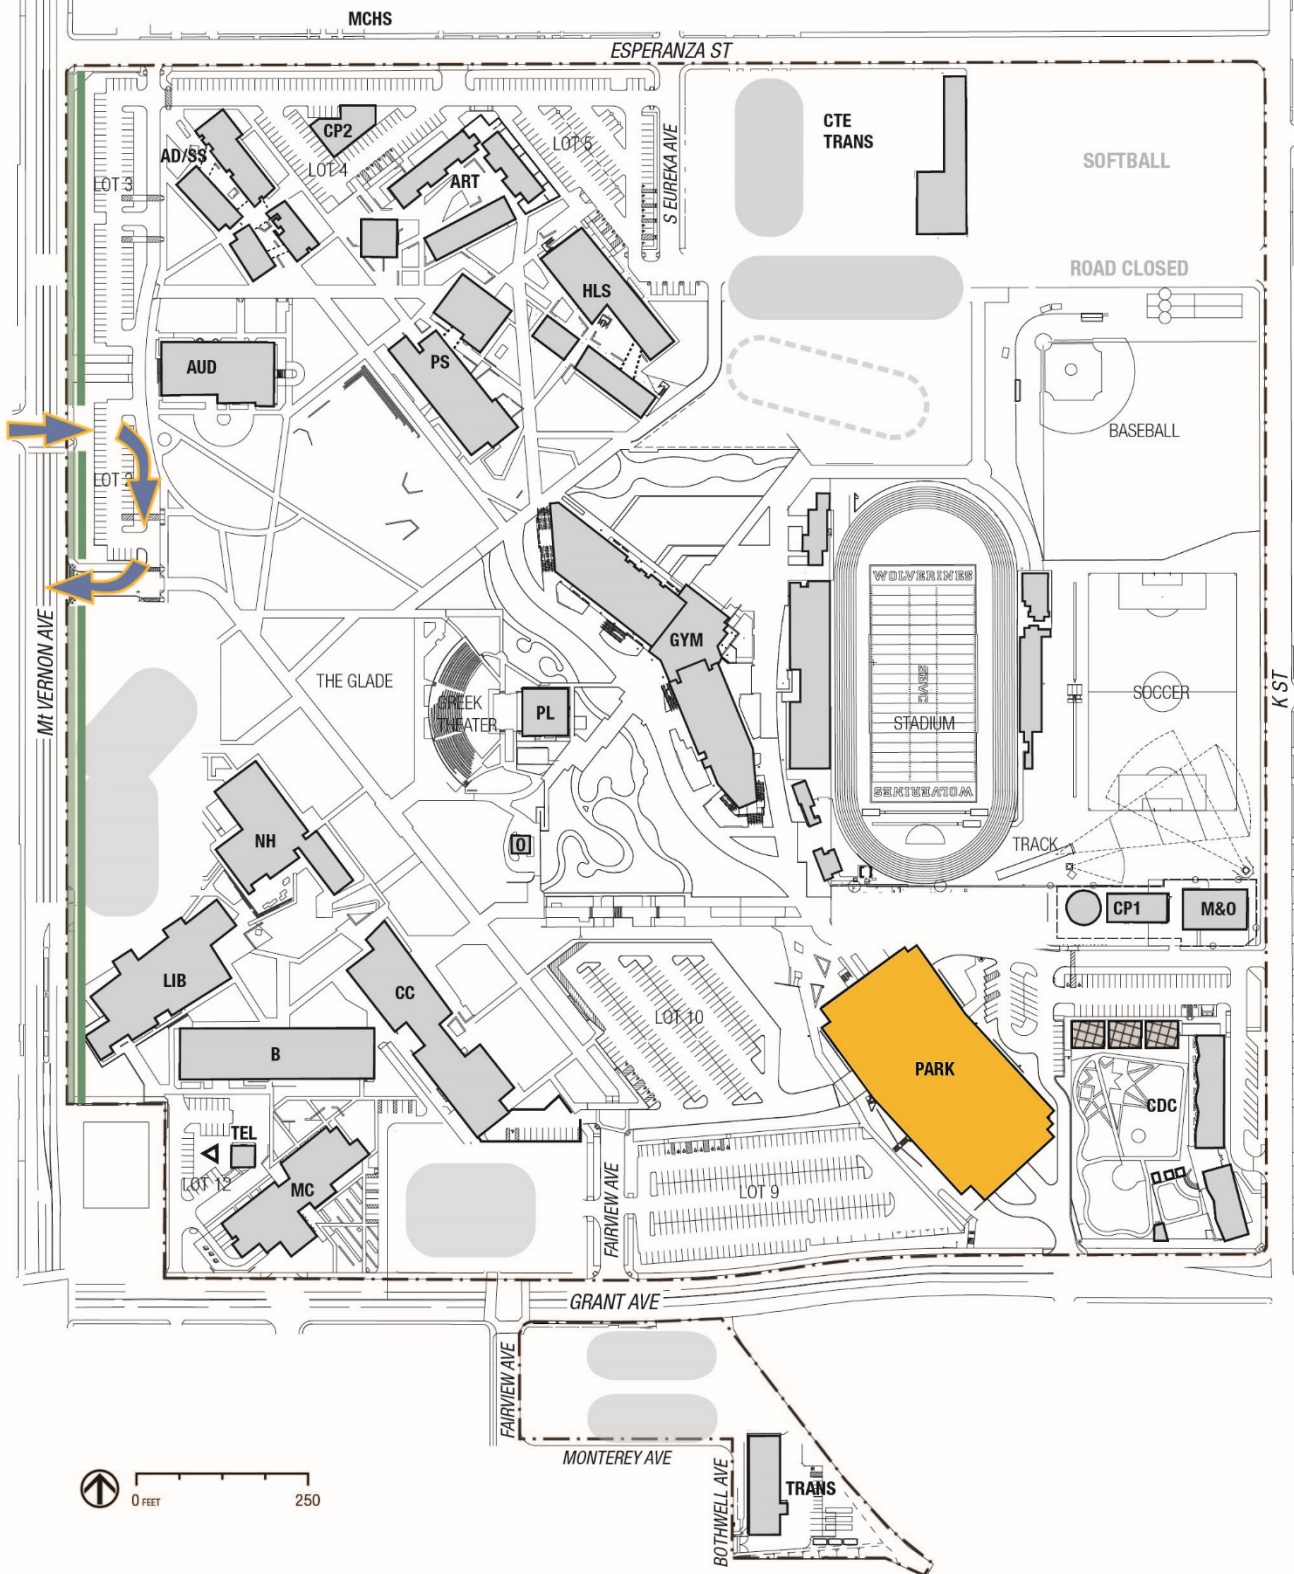 MCHS
ESPERANZA ST
CP2
CTE
TRANS
AD/SS
LOT 5
LOT 4
SOFTBALL
LOT 3
ART
S EUREKA AVE
ROAD CLOSED
HLS
AUD
PS
BASEBALL
LOT 2
WOLVERINES
GYM
Mt VERNON AVE
THE GLADE
GREEK
THEATER
PL
SBVC
STADIUM
SOCCER
K ST
WOLVERINES
NH
O
TRACK
CP1
M&O
LIB
CC
LOT 10
B
PARK
CDC
TEL
LOT 12
MC
LOT 9
FAIRVIEW AVE
GRANT AVE
FAIRVIEW AVE
MONTEREY AVE
BOTHWELL AVE
TRANS
0 FEET
250